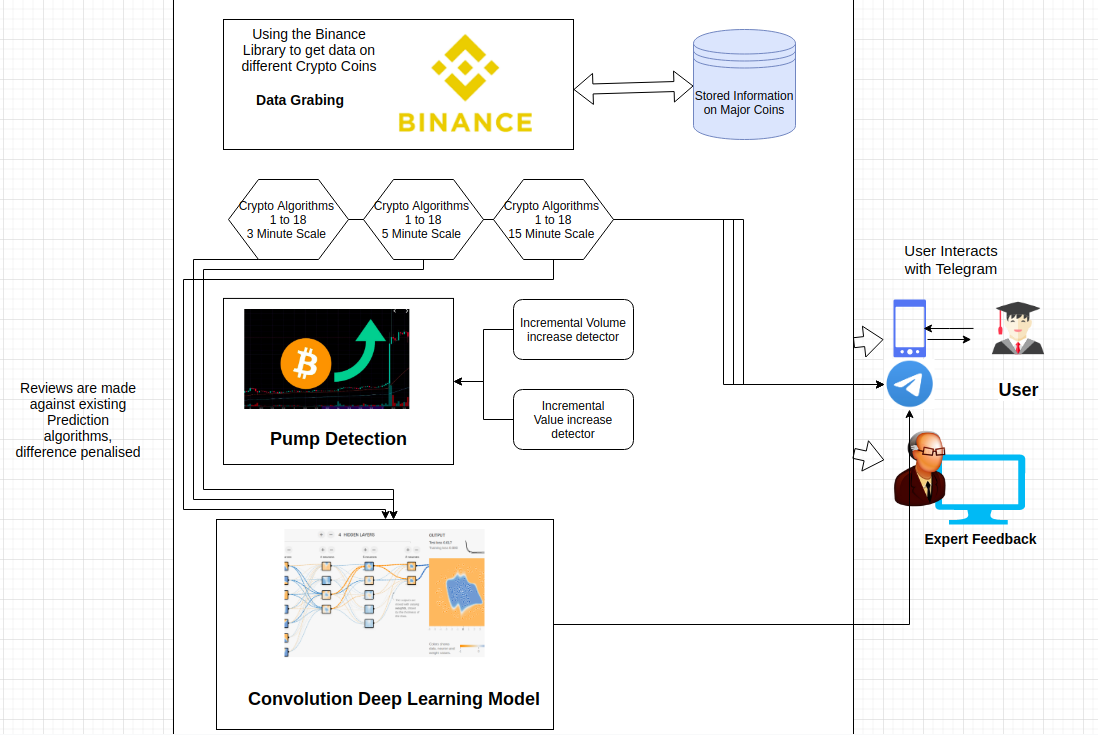 Using the Binance
Library to get data on
different Crypto Coins
Data Grabing
BINANCE
Stored Information
on Major Coins
Crypto Algorithms
1 to 18
3 Minute Scale
Crypto Algorithms
1 to 18
5 Minute Scale
Crypto Algorithms
1 to 18
15 Minute Scale
User Interacts
with Telegram
User
Incremental Volume
increase detector
Incremental
Value increase
detector
Pump Detection
Reviews are made
against existing
Prediction
algorithms,
difference penalised
Expert Feedback
4 HIDDEN LAYERS
OUTPUT
Convolution Deep Learning Model